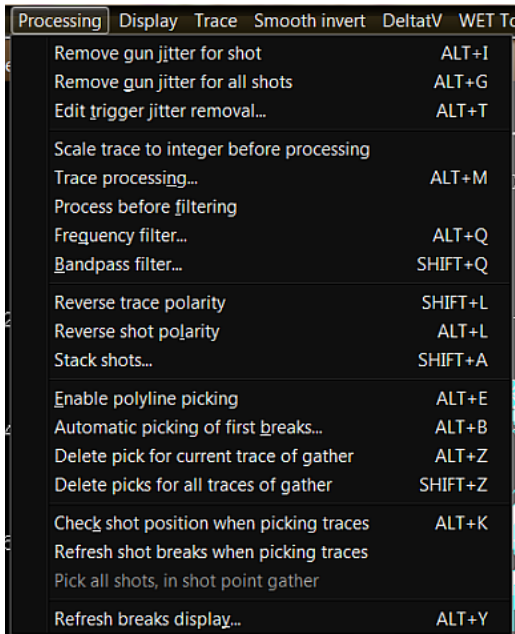 Processing Display Trace Smooth invert DeltatV WET To
Remove gun jitter for shot ALT+I
Remove gun jitter for all shots ALT+G
Edit trigger jitter removal... ALT+T
Scale trace to integer before processing
Trace processing... ALT+M
Process before filtering
Frequency filter... ALT+Q
Bandpass filter... SHIFT+Q
Reverse trace polarity SHIFT+L
Reverse shot polarity ALT+L
Stack shots... SHIFT+A
Enable polyline picking ALT+E
Automatic picking of first breaks... ALT+B
Delete pick for current trace of gather ALT+Z
Delete picks for all traces of gather SHIFT+Z
Check shot position when picking traces ALT+K
Refresh shot breaks when picking traces
Pick all shots, in shot point gather
Refresh breaks display... ALT+Y